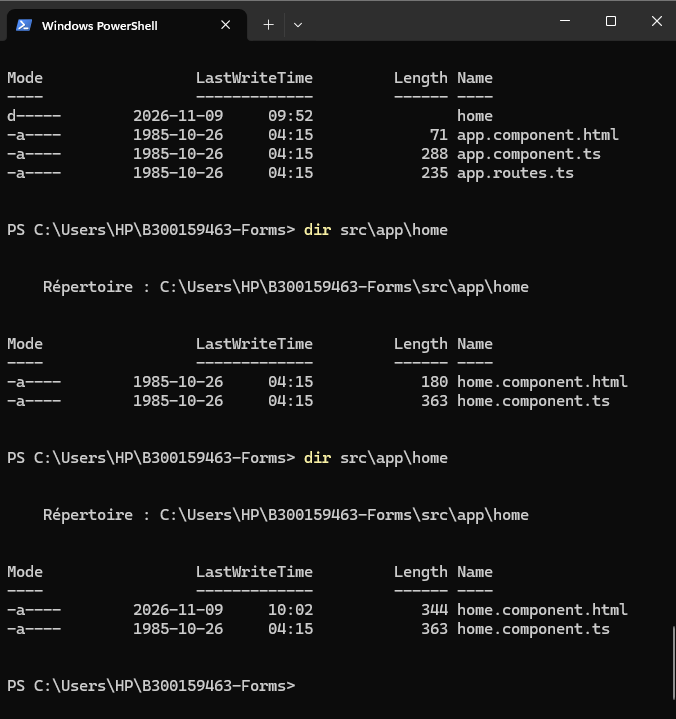 Windows PowerShell
Mode                 LastWriteTime         Length Name
----                 -------------         ------ ----
d-----        2026-11-09     09:52                home
-a----        1985-10-26     04:15             71 app.component.html
-a----        1985-10-26     04:15            288 app.component.ts
-a----        1985-10-26     04:15            235 app.routes.ts
PS C:\Users\HP\B300159463-Forms> dir src\app\home
    Répertoire : C:\Users\HP\B300159463-Forms\src\app\home
Mode                 LastWriteTime         Length Name
----                 -------------         ------ ----
-a----        1985-10-26     04:15            180 home.component.html
-a----        1985-10-26     04:15            363 home.component.ts
PS C:\Users\HP\B300159463-Forms> dir src\app\home
    Répertoire : C:\Users\HP\B300159463-Forms\src\app\home
Mode                 LastWriteTime         Length Name
----                 -------------         ------ ----
-a----        2026-11-09     10:02            344 home.component.html
-a----        1985-10-26     04:15            363 home.component.ts
PS C:\Users\HP\B300159463-Forms>